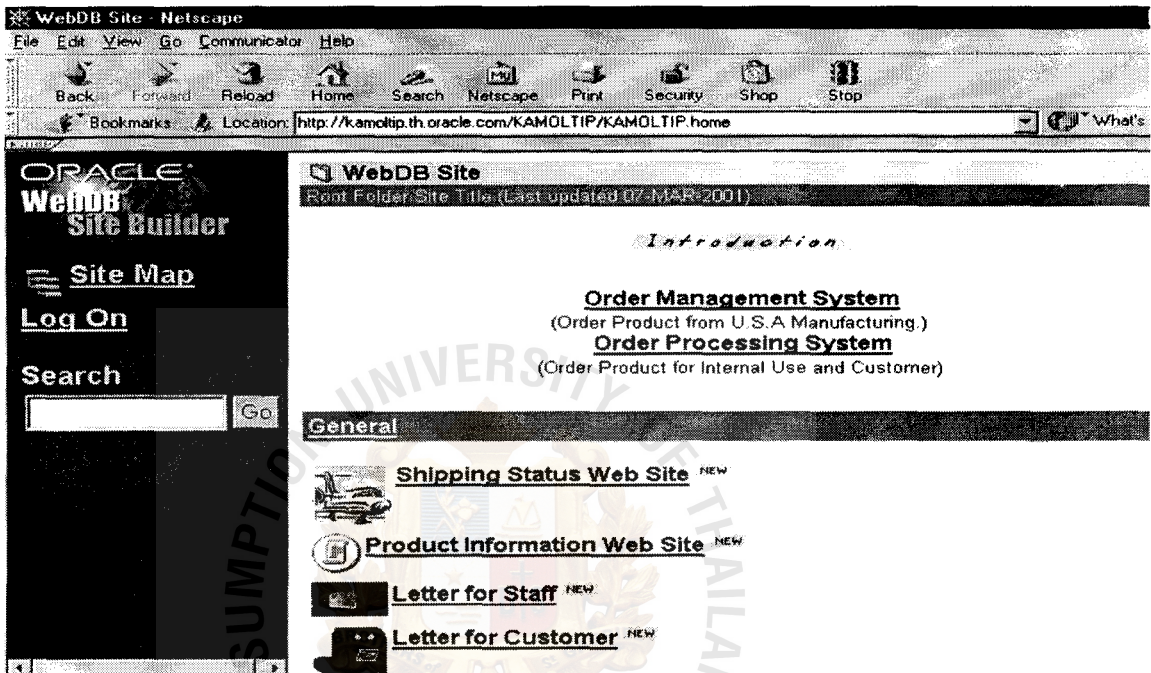 WebDB Site - Netscape
File Edit View Go Communicator Help
Back Forward Reload Home Search Netscape Print Security Shop Stop
Bookmarks Location: http://kamoltip.th.oracle.com/KAMOLTIP/KAMOLTIP.home What's
ORACLE
WebDB
Site Builder
Site Map
Log On
Search
Go
WebDB Site
Root Folder Site Title (Last updated 07-MAR-2001)
Introduction
Order Management System
(Order Product from U.S.A Manufacturing.)
Order Processing System
(Order Product for Internal Use and Customer)
General
Shipping Status Web Site NEW
Product Information Web Site NEW
Letter for Staff NEW
Letter for Customer NEW
SUMPTION UNIVERSITY OF THAILA